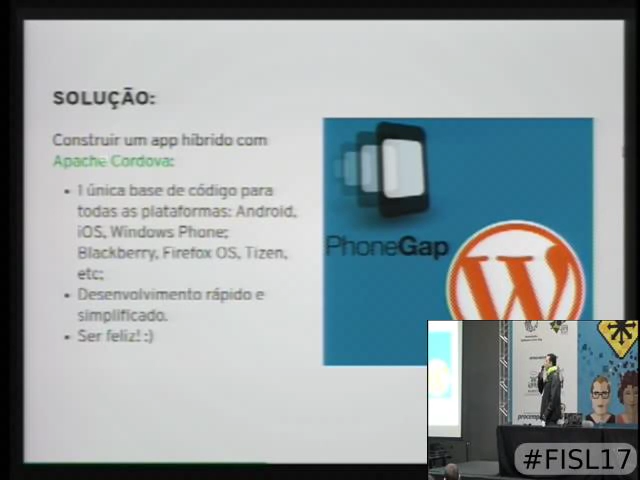 SOLUÇÃO:
Construir um app híbrido com
Apache Cordova:
• 1 única base de código para
todas as plataformas: Android,
iOS, Windows Phone;
Blackberry, Firefox OS, Tizen,
etc;
• Desenvolvimento rápido e
simplificado.
• Ser feliz! :)
PhoneGap
W
#FISL17